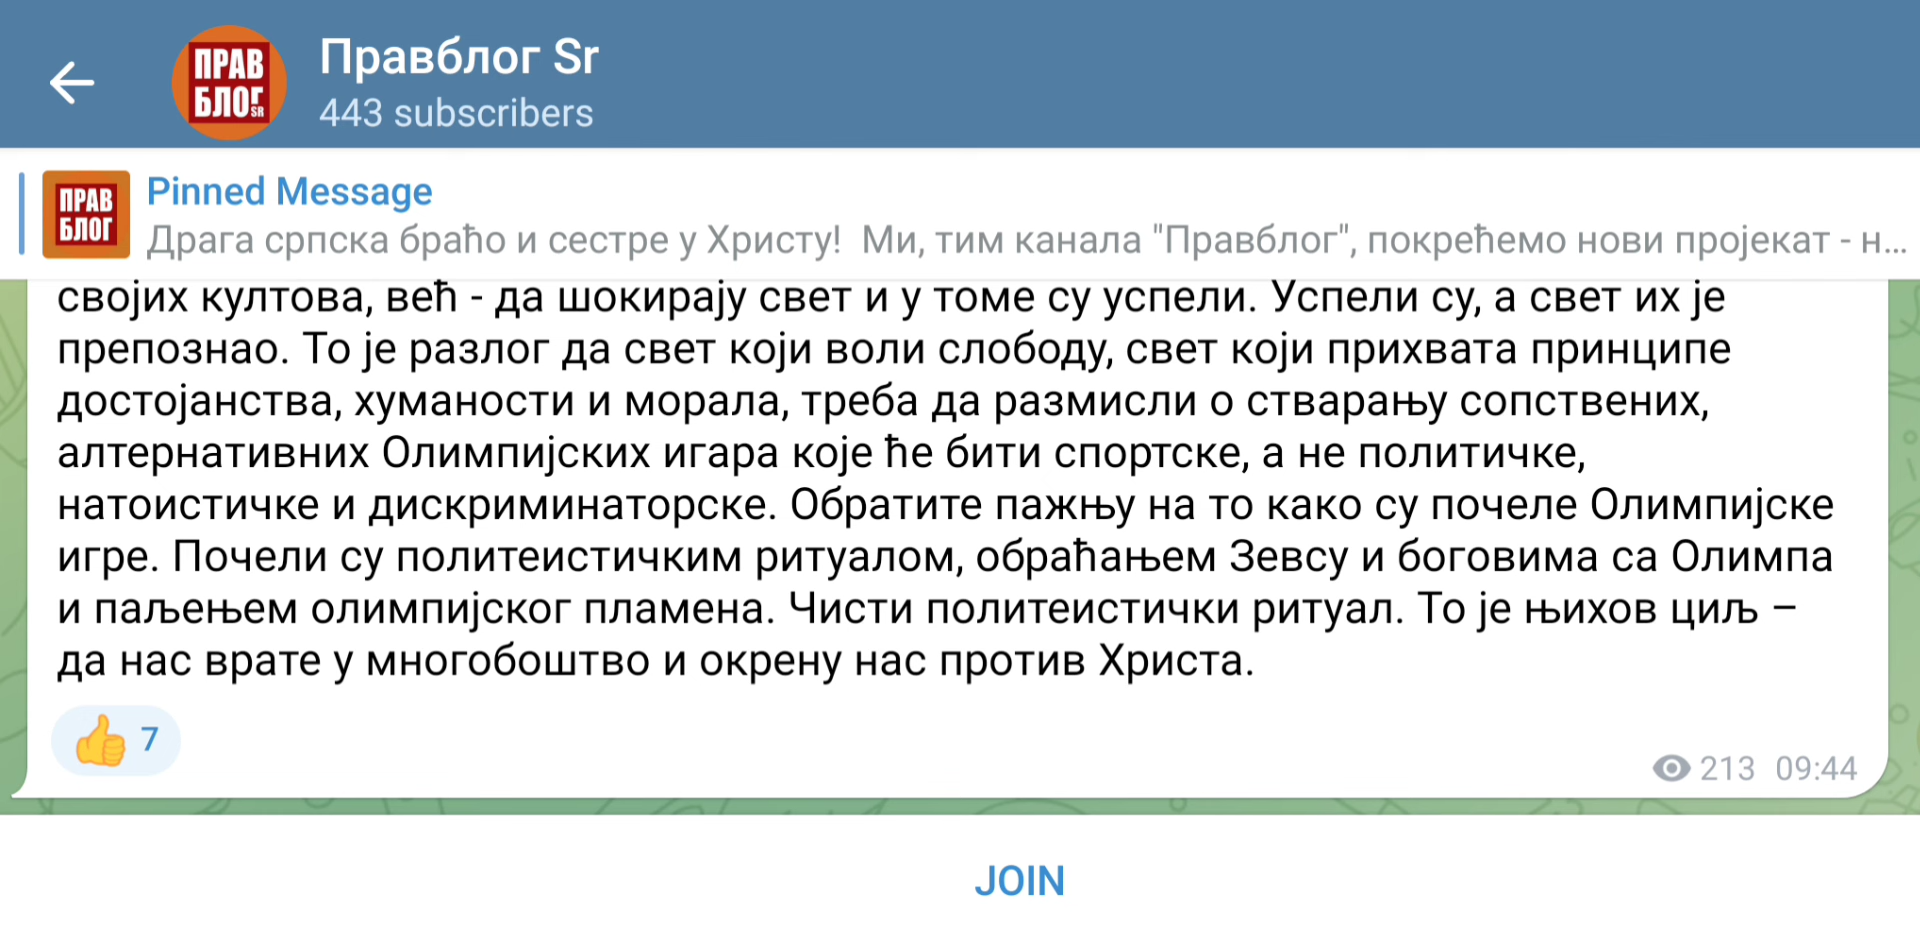 ПРАВ
БЛОГ
SR
Правблог Sr
443 subscribers
ПРАВ
БЛОГ
Pinned Message
Драга српска браћо и сестре у Христу! Ми, тим канала "Правблог", покрећемо нови пројекат - н...
својих култова, већ - да шокирају свет и у томе су успели. Успели су, а свет их је
препознао. То је разлог да свет који воли слободу, свет који прихвата принципе
достојанства, хуманости и морала, треба да размисли о стварању сопствених,
алтернативних Олимпијских игара које ће бити спортске, а не политичке,
натоистичке и дискриминаторске. Обратите пажњу на то како су почеле Олимпијске
игре. Почели су политеистичким ритуалом, обраћањем Зевсу и боговима са Олимпа
и паљењем олимпијског пламена. Чисти политеистички ритуал. То је њихов циљ –
да нас врате у многобоштво и окрену нас против Христа.
7
213 09:44
JOIN